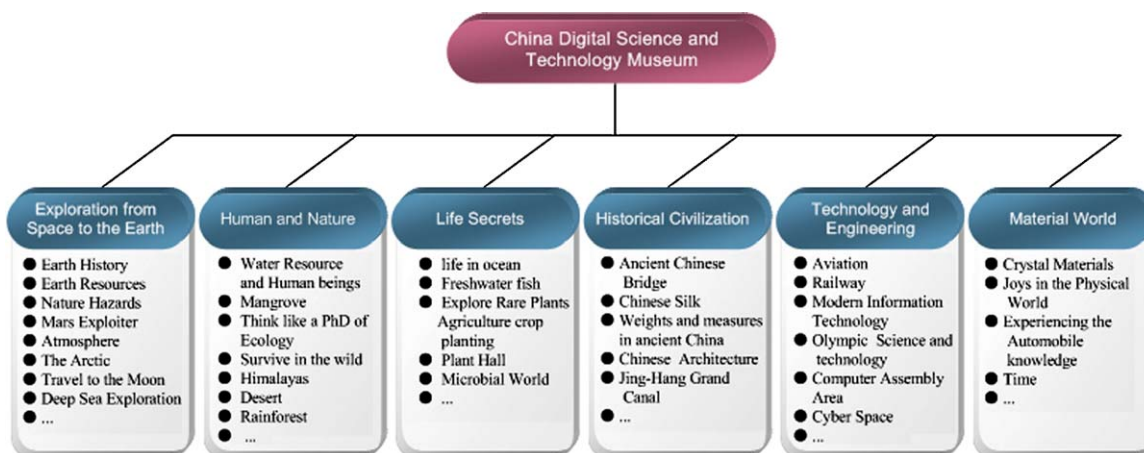 China Digital Science and
Technology Museum
Exploration from
Space to the Earth
● Earth History
● Earth Resources
● Nature Hazards
● Mars Exploiter
● Atmosphere
● The Arctic
● Travel to the Moon
● Deep Sea Exploration
● ...
Human and Nature
● Water Resource
and Human beings
● Mangrove
● Think like a PhD of
Ecology
● Survive in the wild
● Himalayas
● Desert
● Rainforest
● ...
Life Secrets
● life in ocean
● Freshwater fish
● Explore Rare Plants
Agriculture crop
planting
● Plant Hall
● Microbial World
● ...
Historical Civilization
● Ancient Chinese
Bridge
● Chinese Silk
● Weights and measures
in ancient China
● Chinese Architecture
● Jing-Hang Grand
Canal
● ...
Technology and
Engineering
● Aviation
● Railway
● Modern Information
Technology
● Olympic Science and
technology
● Computer Assembly
Area
● Cyber Space
● ...
Material World
● Crystal Materials
● Joys in the Physical
World
● Experiencing the
Automobile
knowledge
● Time
● ...